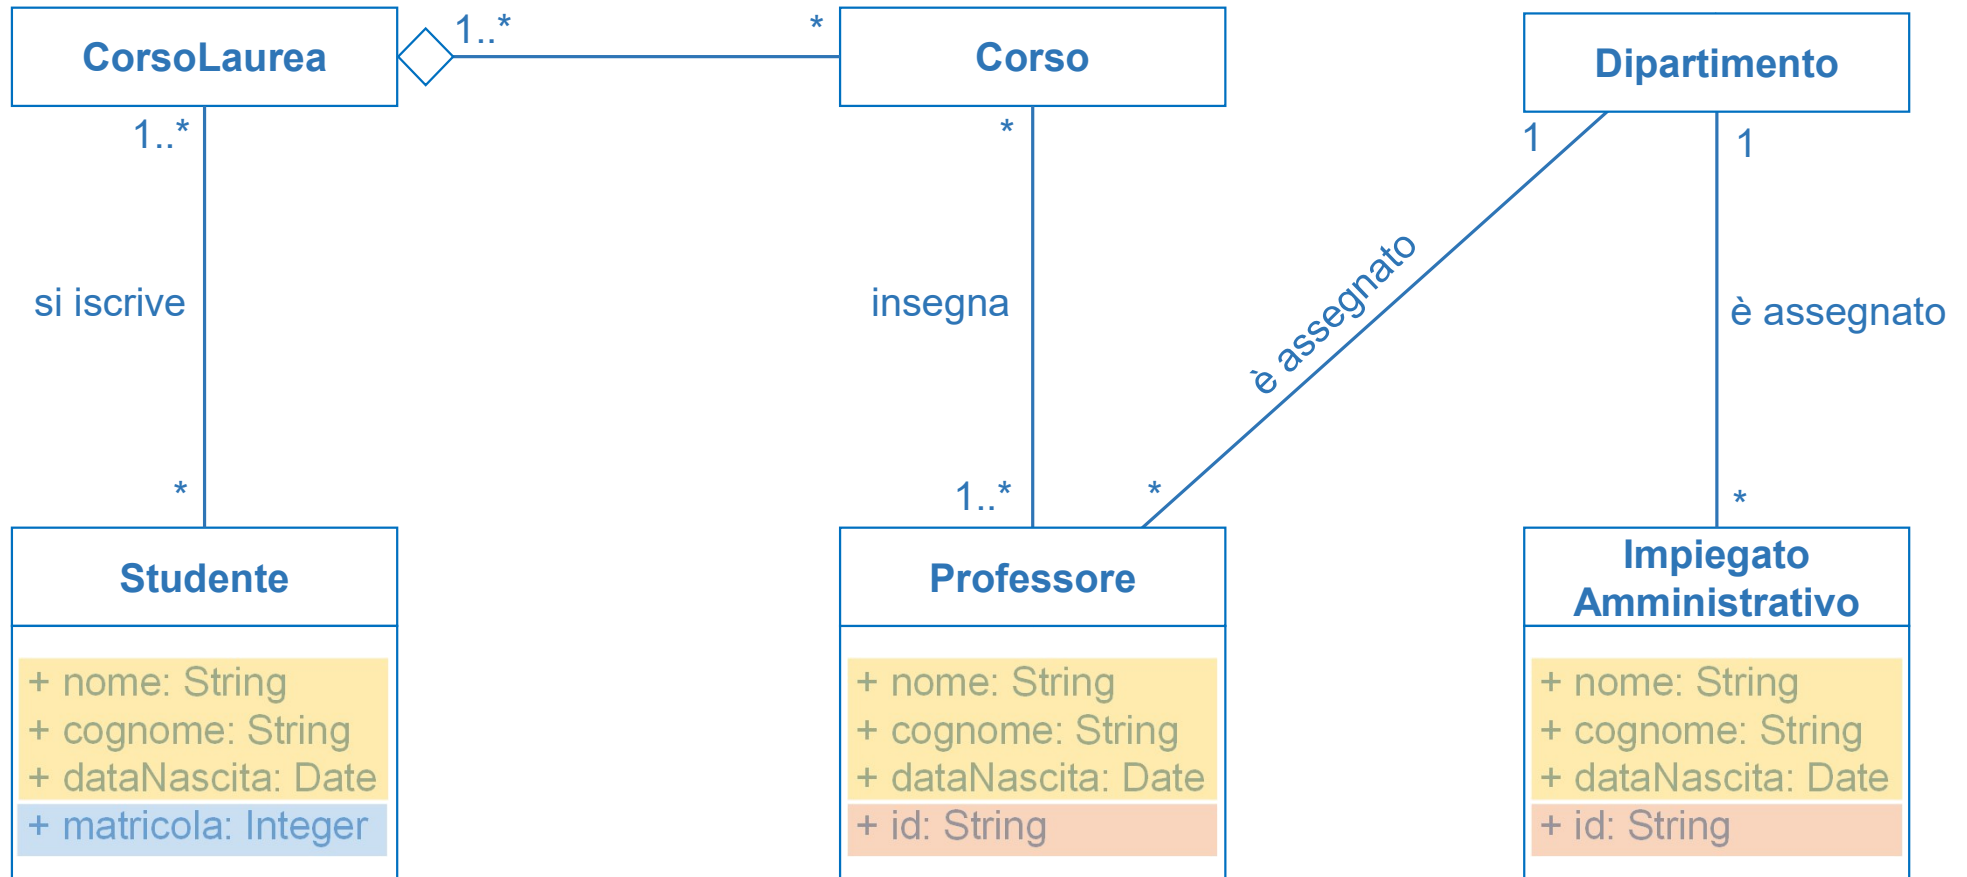 CorsoLaurea
1..*
*
Corso
Dipartimento
1..*
*
1
1
si iscrive
insegna
è assegnato
è assegnato
*
1..*
*
*
Studente
+ nome: String
+ cognome: String
+ dataNascita: Date
+ matricola: Integer
Professore
+ nome: String
+ cognome: String
+ dataNascita: Date
+ id: String
Impiegato
Amministrativo
+ nome: String
+ cognome: String
+ dataNascita: Date
+ id: String